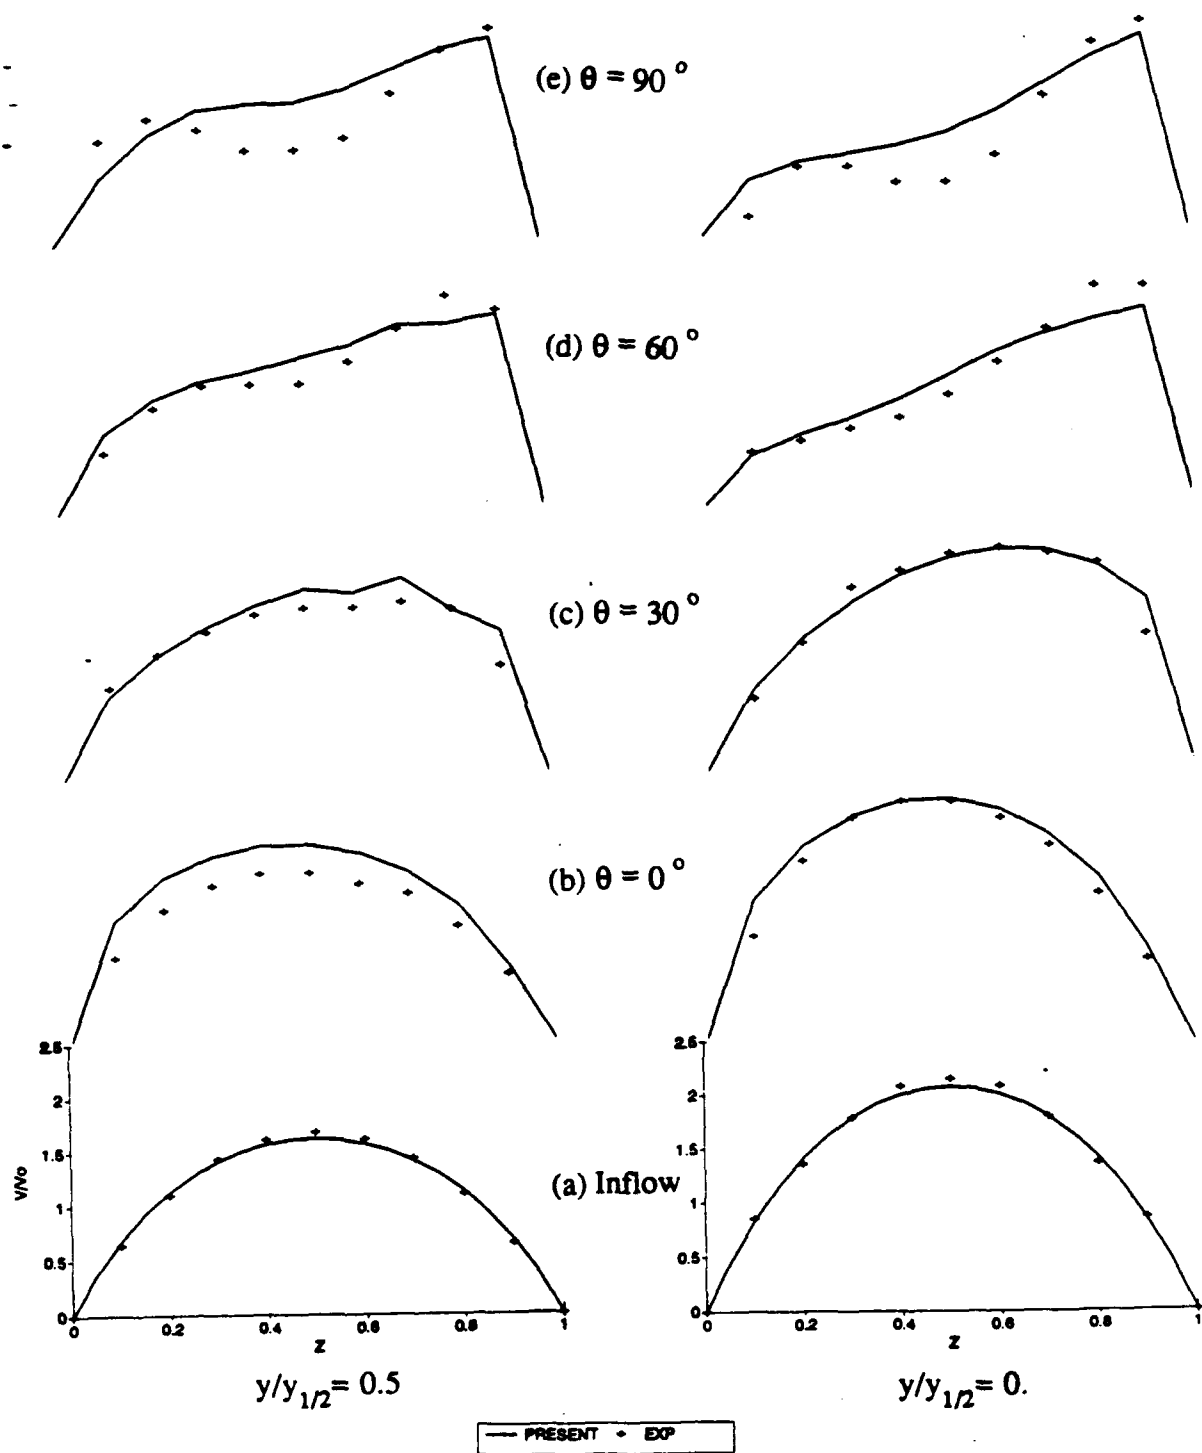 (e) θ = 90 °
(d) θ = 60 °
(c) θ = 30 °
(b) θ = 0 °
2.5
2
1.5
1
0.5
0
V/Vo
0
0.2
0.4
0.6
0.8
1
Z
y/y1/2= 0.5
(a) Inflow
2.5
2
1.5
1
0.5
0
0
0.2
0.4
0.6
0.8
1
Z
y/y1/2= 0.
PRESENT EXP